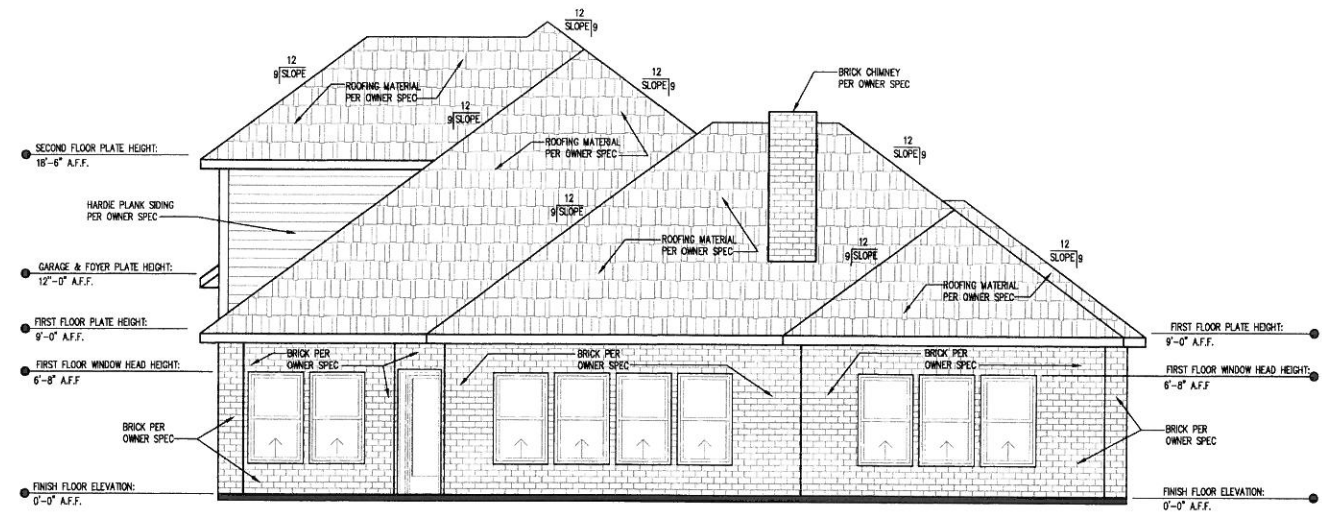 12
SLOPE 9
12
9 SLOPE
ROOFING MATERIAL
PER OWNER SPEC
12
SLOPE 9
BRICK CHIMNEY
PER OWNER SPEC
12
9 SLOPE
SECOND FLOOR PLATE HEIGHT:
18'-6" A.F.F.
ROOFING MATERIAL
PER OWNER SPEC
12
SLOPE 9
HARDIE PLANK SIDING
PER OWNER SPEC
12
9 SLOPE
ROOFING MATERIAL
PER OWNER SPEC
12
9 SLOPE
12
SLOPE 9
GARAGE & FOYER PLATE HEIGHT:
12"-0" A.F.F.
ROOFING MATERIAL
PER OWNER SPEC
FIRST FLOOR PLATE HEIGHT:
9'-0" A.F.F.
FIRST FLOOR PLATE HEIGHT:
9'-0" A.F.F.
BRICK PER
OWNER SPEC
BRICK PER
OWNER SPEC
BRICK PER
OWNER SPEC
FIRST FLOOR WINDOW HEAD HEIGHT:
6'-8" A.F.F
FIRST FLOOR WINDOW HEAD HEIGHT:
6'-8" A.F.F
BRICK PER
OWNER SPEC
BRICK PER
OWNER SPEC
FINISH FLOOR ELEVATION:
0'-0" A.F.F.
FINISH FLOOR ELEVATION:
0'-0" A.F.F.